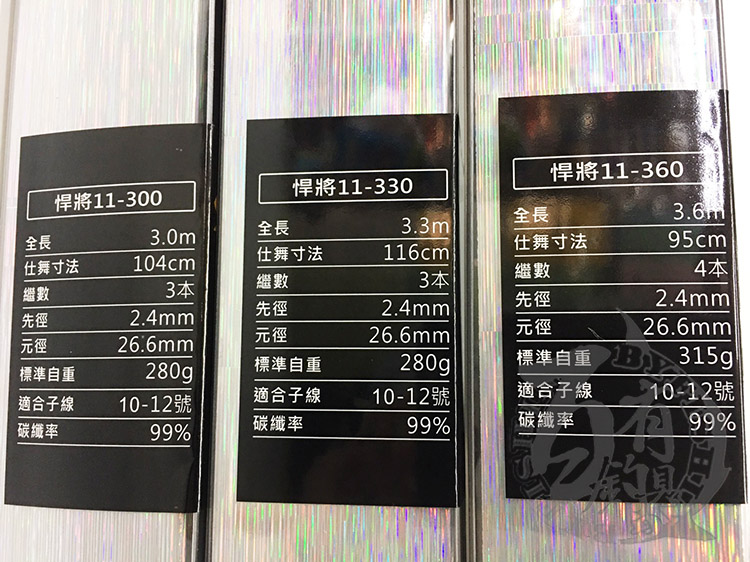 悍將11-300
全長 3.0m
仕舞寸法 104cm
繼數 3本
先徑 2.4mm
元徑 26.6mm
標準自重 280g
適合子線 10-12號
碳纖率 99%
悍將11-330
全長 3.3m
仕舞寸法 116cm
繼數 3本
先徑 2.4mm
元徑 26.6mm
標準自重 280g
適合子線 10-12號
碳纖率 99%
悍將11-360
全長 3.6m
仕舞寸法 95cm
繼數 4本
先徑 2.4mm
元徑 26.6mm
標準自重 315g
適合子線 10-12號
碳纖率 99%